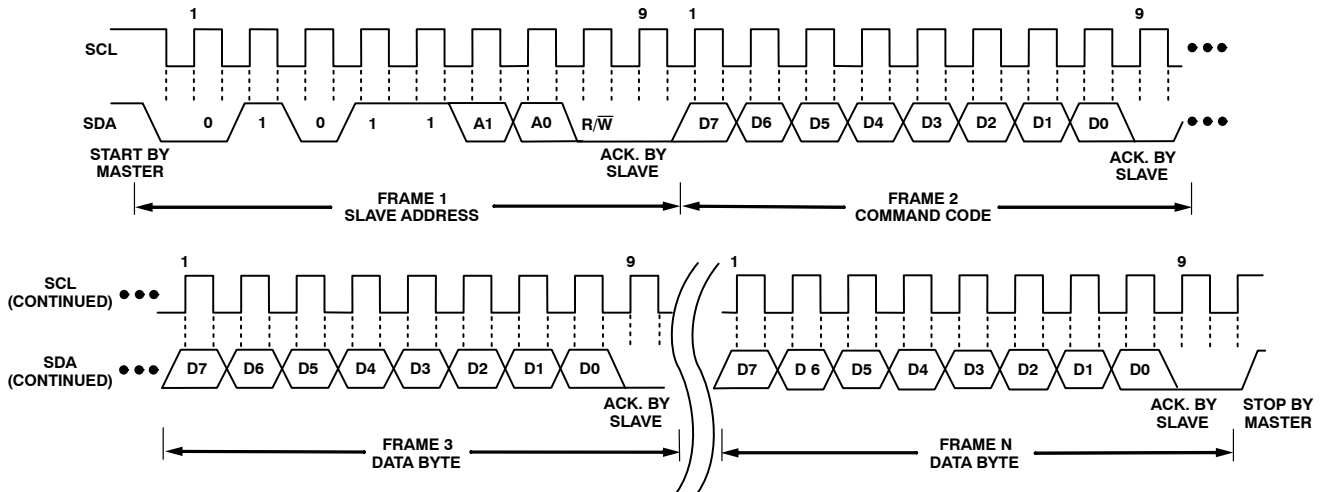 1 9 1 9
SCL
SDA 0 1 0 1 1 A1 A0 R/W̅ D7 D6 D5 D4 D3 D2 D1 D0
START BY
MASTER
ACK. BY
SLAVE
ACK. BY
SLAVE
FRAME 1
SLAVE ADDRESS
FRAME 2
COMMAND CODE
1 9 1 9
SCL
(CONTINUED)
SDA
(CONTINUED)
D7 D6 D5 D4 D3 D2 D1 D0 D7 D 6 D5 D4 D3 D2 D1 D0
ACK. BY
SLAVE
ACK. BY
SLAVE
STOP BY
MASTER
FRAME 3
DATA BYTE
FRAME N
DATA BYTE